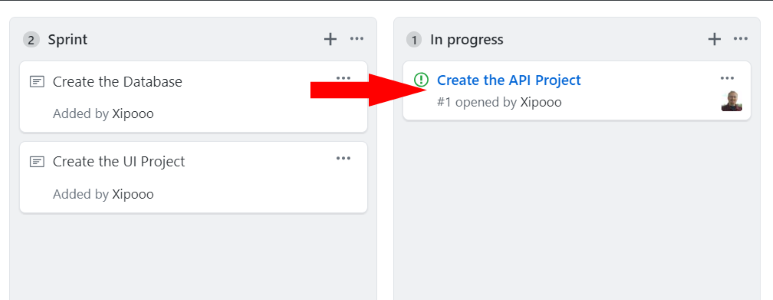 2 Sprint
Create the Database
Added by Xipooo
Create the UI Project
Added by Xipooo
1 In progress
Create the API Project
#1 opened by Xipooo